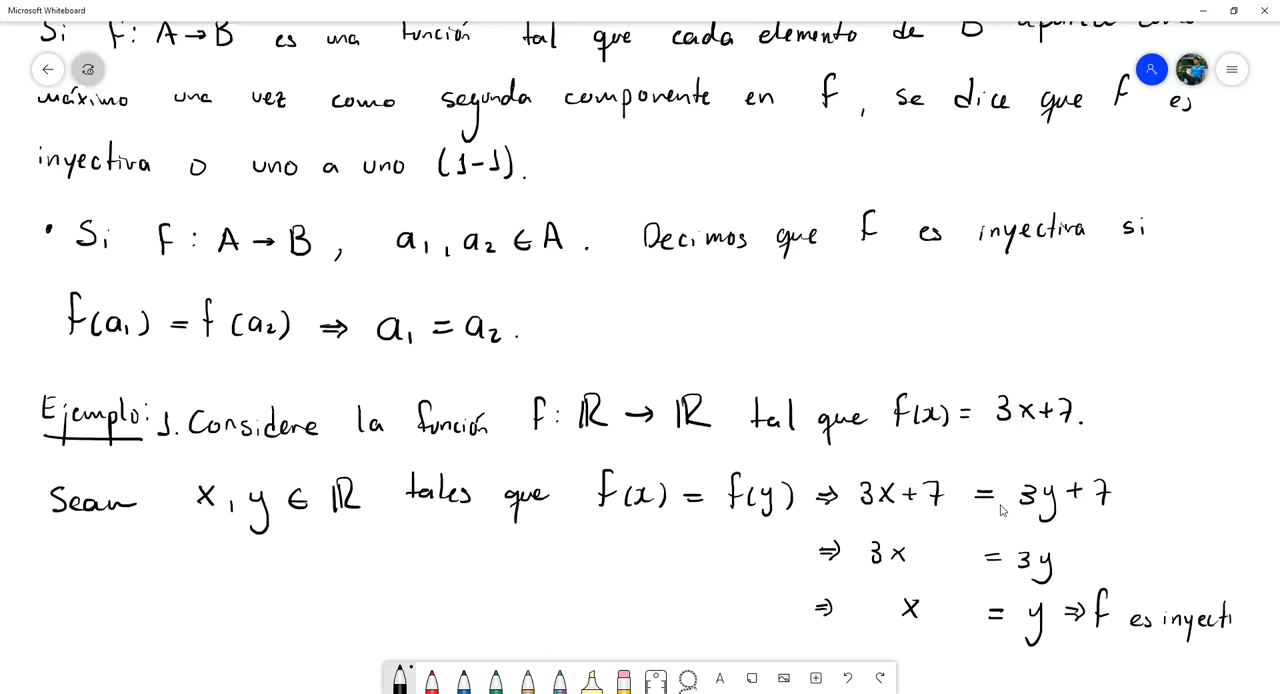 Microsoft Whiteboard
Si f: A → B es una función tal que cada elemento de B aparece como
máximo una vez como segunda componente en f, se dice que f es
inyectiva o uno a uno (1-1).
• Si f : A → B, a₁, a₂ ∈ A. Decimos que f es inyectiva si
f(a₁) = f(a₂) ⇒ a₁ = a₂.
Ejemplo: 1. Considere la función f: ℝ → ℝ tal que f(x) = 3x+7.
Sean x, y ∈ ℝ tales que f(x) = f(y) ⇒ 3x+7 = 3y+7
⇒ 3x = 3y
⇒ x = y ⇒ f es inyecti
A